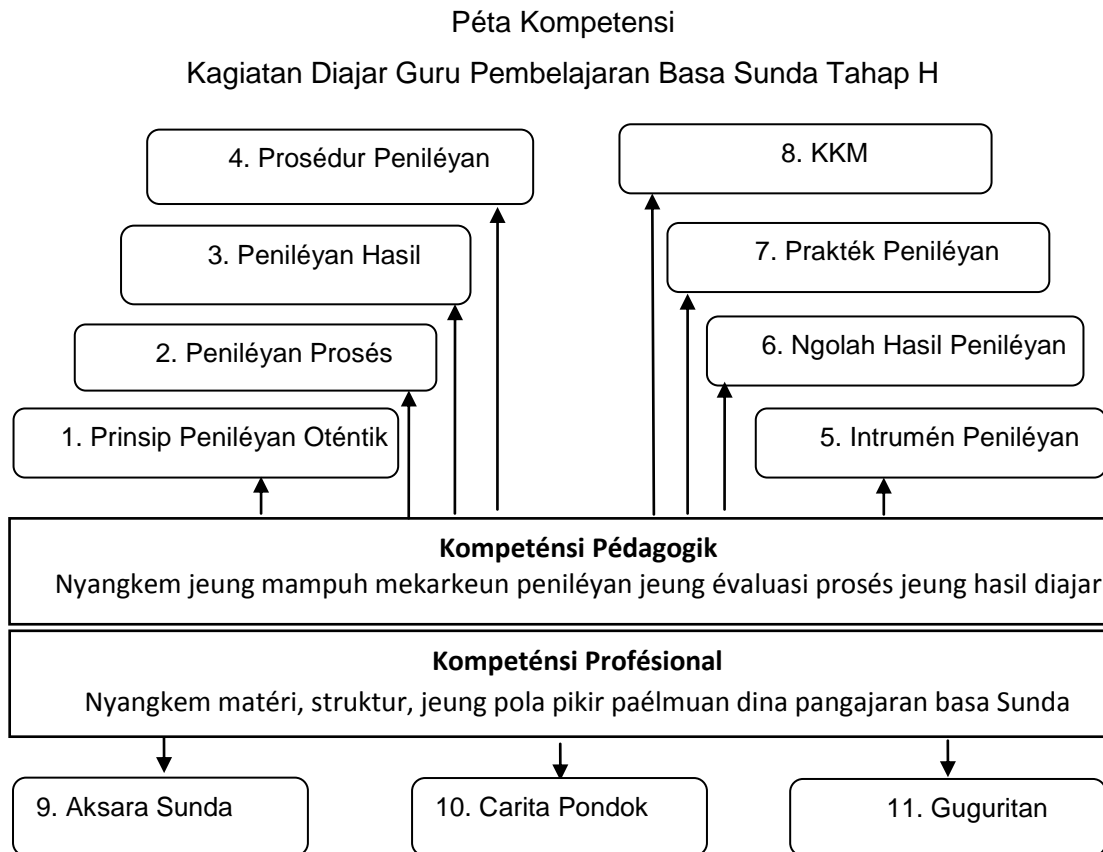 Péta Kompetensi
Kagiatan Diajar Guru Pembelajaran Basa Sunda Tahap H
4. Prosédur Peniléyan
8. KKM
3. Peniléyan Hasil
7. Prakték Peniléyan
2. Peniléyan Prosés
6. Ngolah Hasil Peniléyan
1. Prinsip Peniléyan Oténtik
5. Intrumén Peniléyan
Kompeténsi Pédagogik
Nyangkem jeung mampuh mekarkeun peniléyan jeung évaluasi prosés jeung hasil diajar
Kompeténsi Profésional
Nyangkem matéri, struktur, jeung pola pikir paélmuan dina pangajaran basa Sunda
9. Aksara Sunda
10. Carita Pondok
11. Guguritan